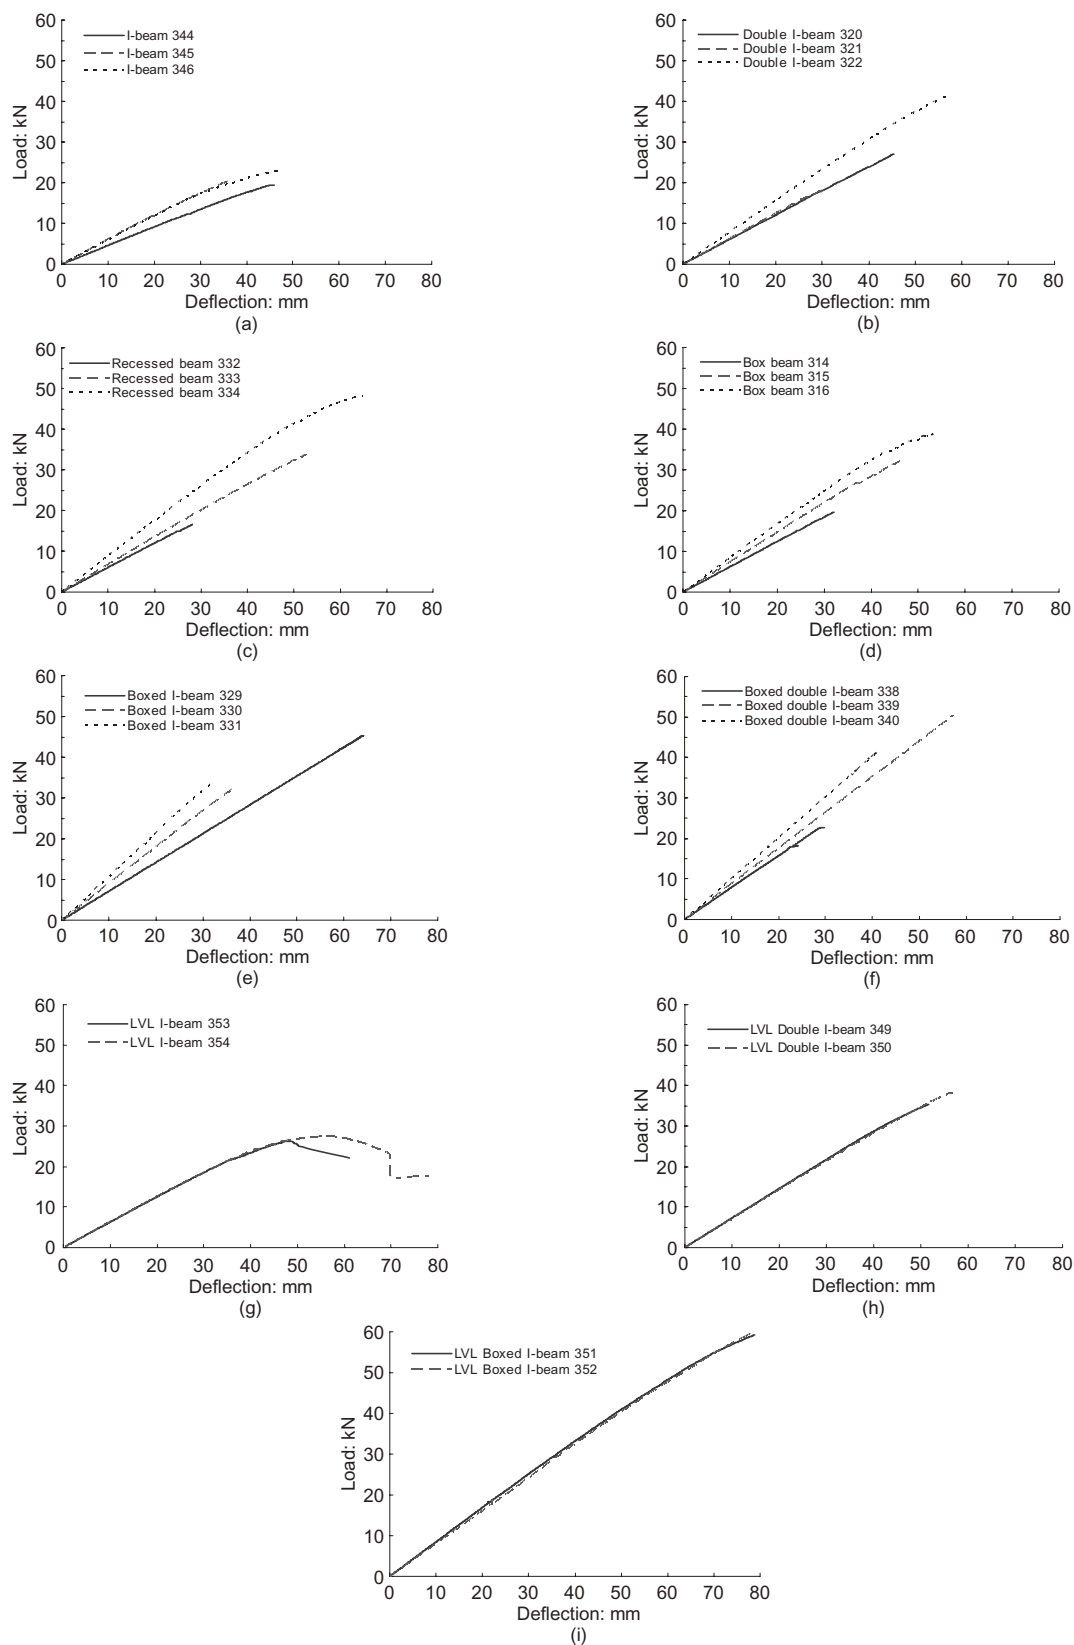 60
50
40
30
20
10
0
Load: kN
I-beam 344
I-beam 345
I-beam 346
0 10 20 30 40 50 60 70 80
Deflection: mm
(a)
60
50
40
30
20
10
0
Load: kN
Double I-beam 320
Double I-beam 321
Double I-beam 322
0 10 20 30 40 50 60 70 80
Deflection: mm
(b)
60
50
40
30
20
10
0
Load: kN
Recessed beam 332
Recessed beam 333
Recessed beam 334
0 10 20 30 40 50 60 70 80
Deflection: mm
(c)
60
50
40
30
20
10
0
Load: kN
Box beam 314
Box beam 315
Box beam 316
0 10 20 30 40 50 60 70 80
Deflection: mm
(d)
60
50
40
30
20
10
0
Load: kN
Boxed I-beam 329
Boxed I-beam 330
Boxed I-beam 331
0 10 20 30 40 50 60 70 80
Deflection: mm
(e)
60
50
40
30
20
10
0
Load: kN
Boxed double I-beam 338
Boxed double I-beam 339
Boxed double I-beam 340
0 10 20 30 40 50 60 70 80
Deflection: mm
(f)
60
50
40
30
20
10
0
Load: kN
LVL I-beam 353
LVL I-beam 354
0 10 20 30 40 50 60 70 80
Deflection: mm
(g)
60
50
40
30
20
10
0
Load: kN
LVL Double I-beam 349
LVL Double I-beam 350
0 10 20 30 40 50 60 70 80
Deflection: mm
(h)
60
50
40
30
20
10
0
Load: kN
LVL Boxed I-beam 351
LVL Boxed I-beam 352
0 10 20 30 40 50 60 70 80
Deflection: mm
(i)